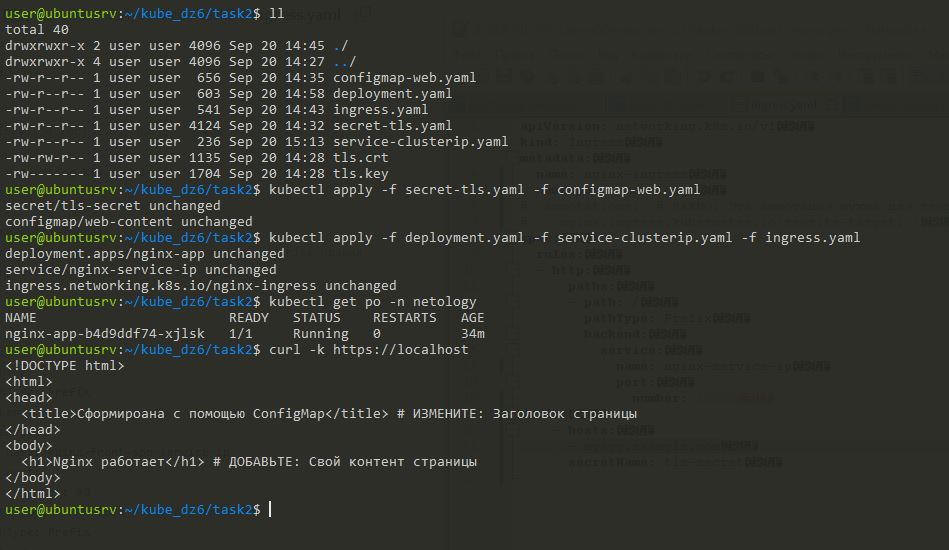 user@ubuntusrv:~/kube_dz6/task2$ ll
total 40
drwxrwxr-x 2 user user 4096 Sep 20 14:45 ./
drwxrwxr-x 4 user user 4096 Sep 20 14:27 ../
-rw-r--r-- 1 user user  656 Sep 20 14:35 configmap-web.yaml
-rw-r--r-- 1 user user  603 Sep 20 14:58 deployment.yaml
-rw-r--r-- 1 user user  541 Sep 20 14:43 ingress.yaml
-rw-r--r-- 1 user user 4124 Sep 20 14:32 secret-tls.yaml
-rw-r--r-- 1 user user  236 Sep 20 15:13 service-clusterip.yaml
-rw-rw-r-- 1 user user 1135 Sep 20 14:28 tls.crt
-rw------- 1 user user 1704 Sep 20 14:28 tls.key
user@ubuntusrv:~/kube_dz6/task2$ kubectl apply -f secret-tls.yaml -f configmap-web.yaml
secret/tls-secret unchanged
configmap/web-content unchanged
user@ubuntusrv:~/kube_dz6/task2$ kubectl apply -f deployment.yaml -f service-clusterip.yaml -f ingress.yaml
deployment.apps/nginx-app unchanged
service/nginx-service-ip unchanged
ingress.networking.k8s.io/nginx-ingress unchanged
user@ubuntusrv:~/kube_dz6/task2$ kubectl get po -n netology
NAME                        READY   STATUS    RESTARTS   AGE
nginx-app-b4d9ddf74-xjlsk   1/1     Running   0          34m
user@ubuntusrv:~/kube_dz6/task2$ curl -k https://localhost
<!DOCTYPE html>
<html>
<head>
  <title>Сформироана с помощью ConfigMap</title> # ИЗМЕНИТЕ: Заголовок страницы
</head>
<body>
  <h1>Nginx работает</h1> # ДОБАВЬТЕ: Свой контент страницы
</body>
</html>
user@ubuntusrv:~/kube_dz6/task2$